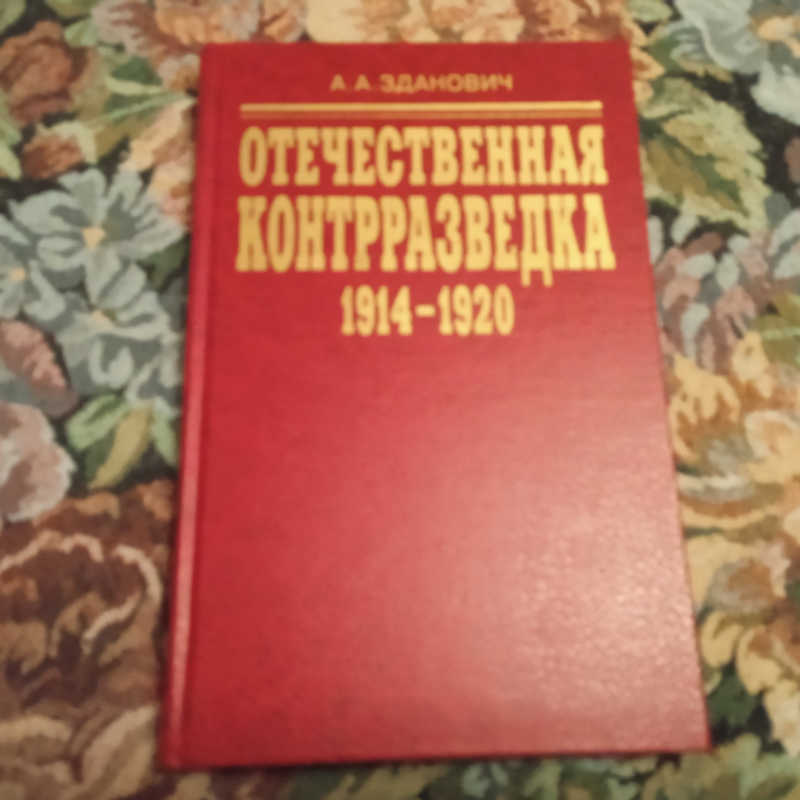 А. А. ЗДАНОВИЧ
ОТЕЧЕСТВЕННАЯ
КОНТРРАЗВЕДКА
1914-1920